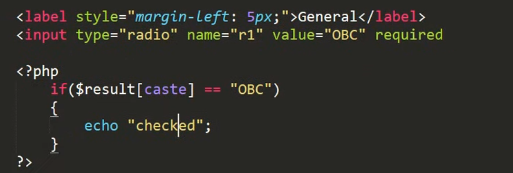 <label style="margin-left: 5px;">General</label>
<input type="radio" name="r1" value="OBC" required
<?php
if($result[caste] == "OBC")
{
echo "checked";
}
?>